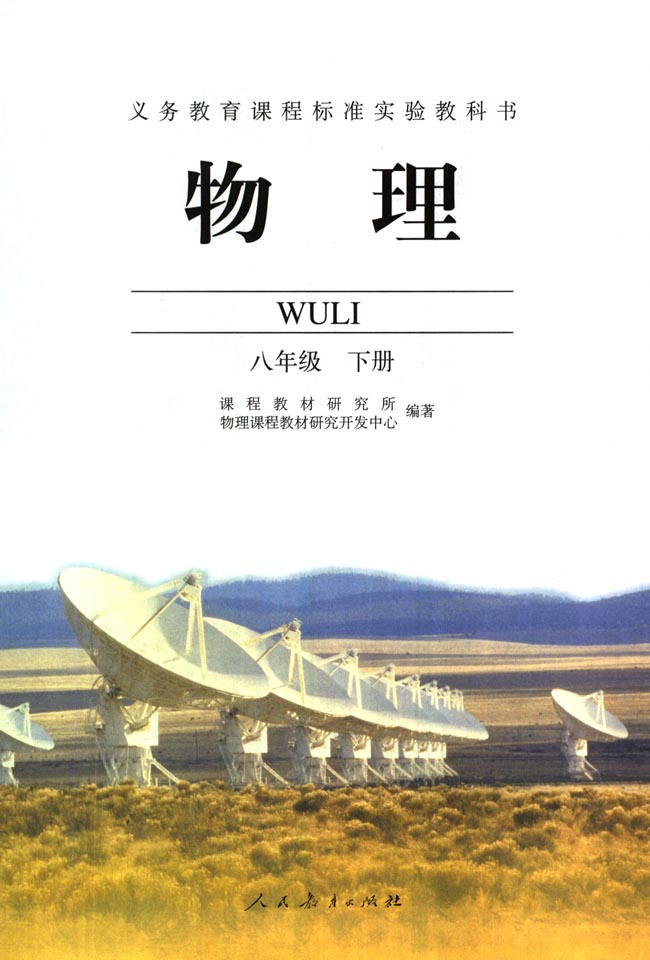 义务教育课程标准实验教科书
物理
WULI
八年级 下册
课程教材研究所
物理课程教材研究开发中心 编著
人民教育出版社